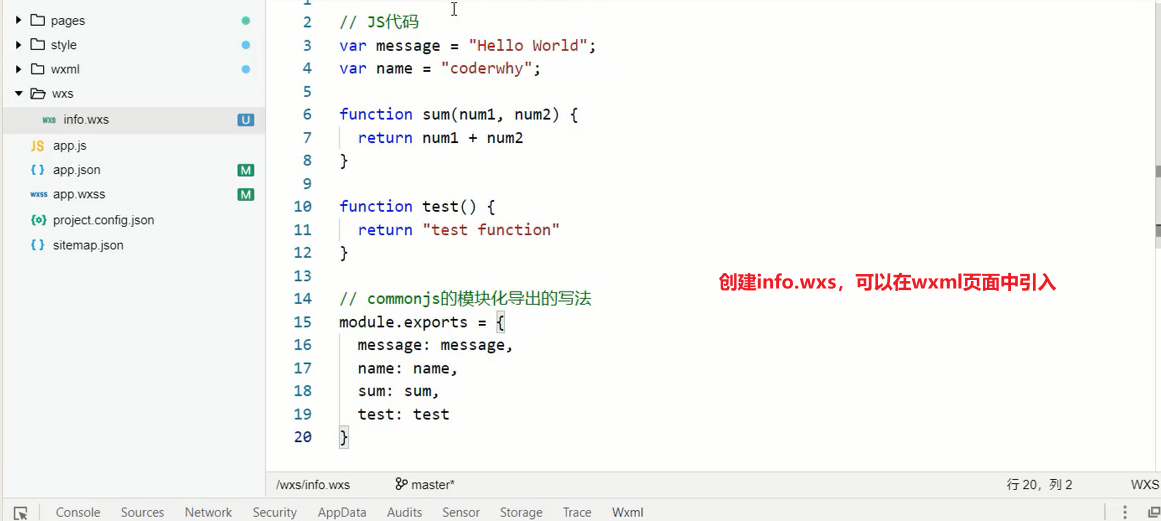 pages
style
wxml
wxs
wxs info.wxs U
JS app.js
{ } app.json M
wxss app.wxss M
{o} project.config.json
{ } sitemap.json
1
2 // JS代码
3 var message = "Hello World";
4 var name = "coderwhy";
5
6 function sum(num1, num2) {
7 return num1 + num2
8 }
9
10 function test() {
11 return "test function"
12 }
13
14 // commonjs的模块化导出的写法
15 module.exports = {
16 message: message,
17 name: name,
18 sum: sum,
19 test: test
20 }
创建info.wxs，可以在wxml页面中引入
/wxs/info.wxs master* 行 20，列 2 WXS
Console Sources Network Security AppData Audits Sensor Storage Trace Wxml